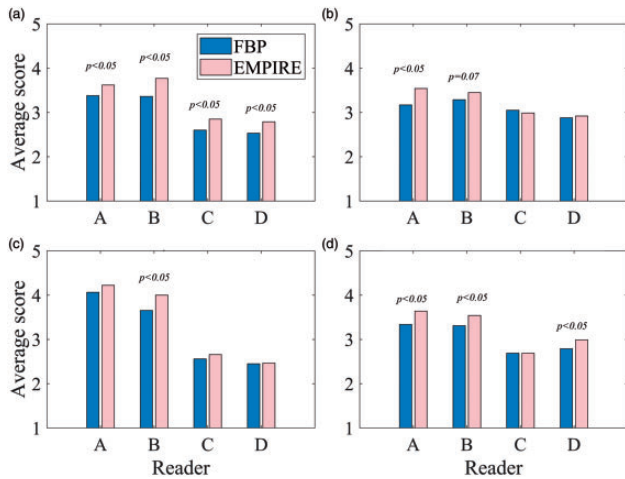 (a)
5
4
3
2
1
Average score
p<0.05
p<0.05
p<0.05
p<0.05
FBP
EMPIRE
A B C D
(b)
5
4
3
2
1
p<0.05
p=0.07
A B C D
Reader
(c)
5
4
3
2
1
Average score
p<0.05
A B C D
Reader
(d)
5
4
3
2
1
p<0.05
p<0.05
p<0.05
A B C D
Reader